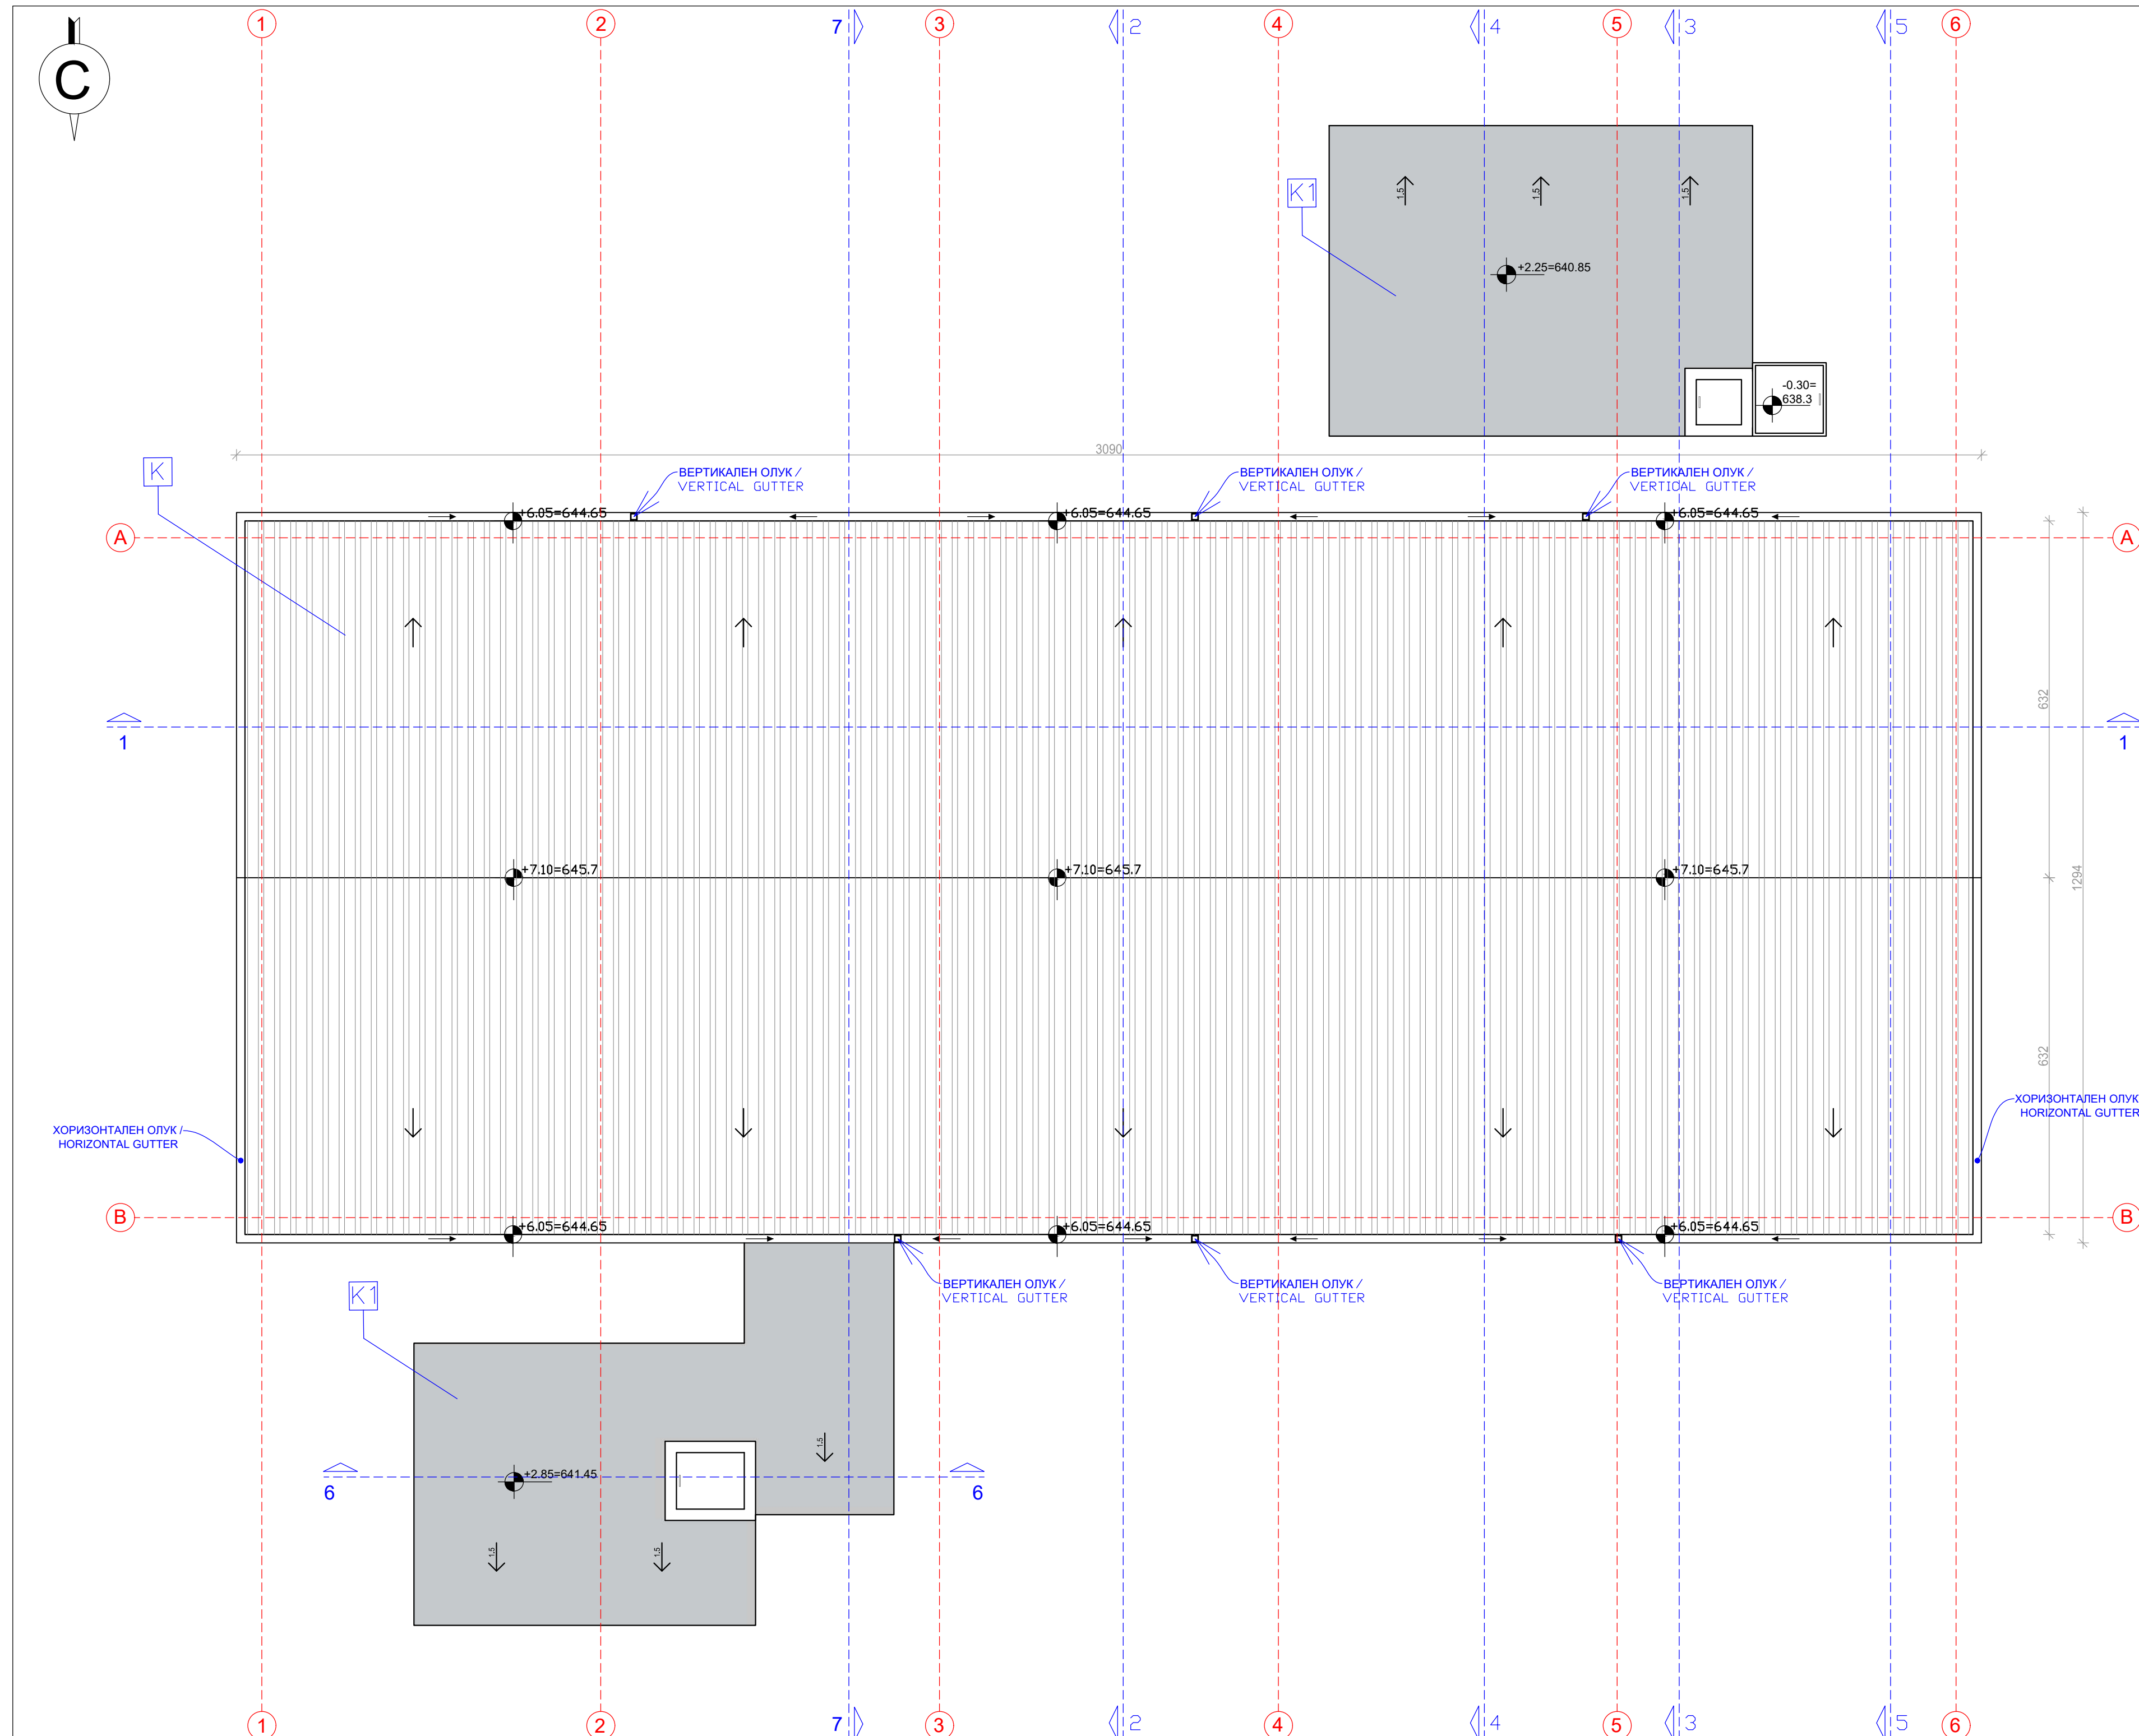 C
1 2 7 3 2 4 4 5 3 5 6
K1
1.5 1.5 1.5
+2.25=640.85
-0.30=
638.3
3090
K
ВЕРТИКАЛЕН ОЛУК /
VERTICAL GUTTER
ВЕРТИКАЛЕН ОЛУК /
VERTICAL GUTTER
ВЕРТИКАЛЕН ОЛУК /
VERTICAL GUTTER
+6.05=644.65 +6.05=644.65 +6.05=644.65
A A
632
1 1
+7.10=645.7 +7.10=645.7 +7.10=645.7
1294
632
ХОРИЗОНТАЛЕН ОЛУК /
HORIZONTAL GUTTER
ХОРИЗОНТАЛЕН ОЛУК
HORIZONTAL GUTTER
B B
+6.05=644.65 +6.05=644.65 +6.05=644.65
ВЕРТИКАЛЕН ОЛУК /
VERTICAL GUTTER
ВЕРТИКАЛЕН ОЛУК /
VERTICAL GUTTER
ВЕРТИКАЛЕН ОЛУК /
VERTICAL GUTTER
K1
1.5
+2.85=641.45
6 6
1.5 1.5
1 2 7 3 2 4 4 5 3 5 6